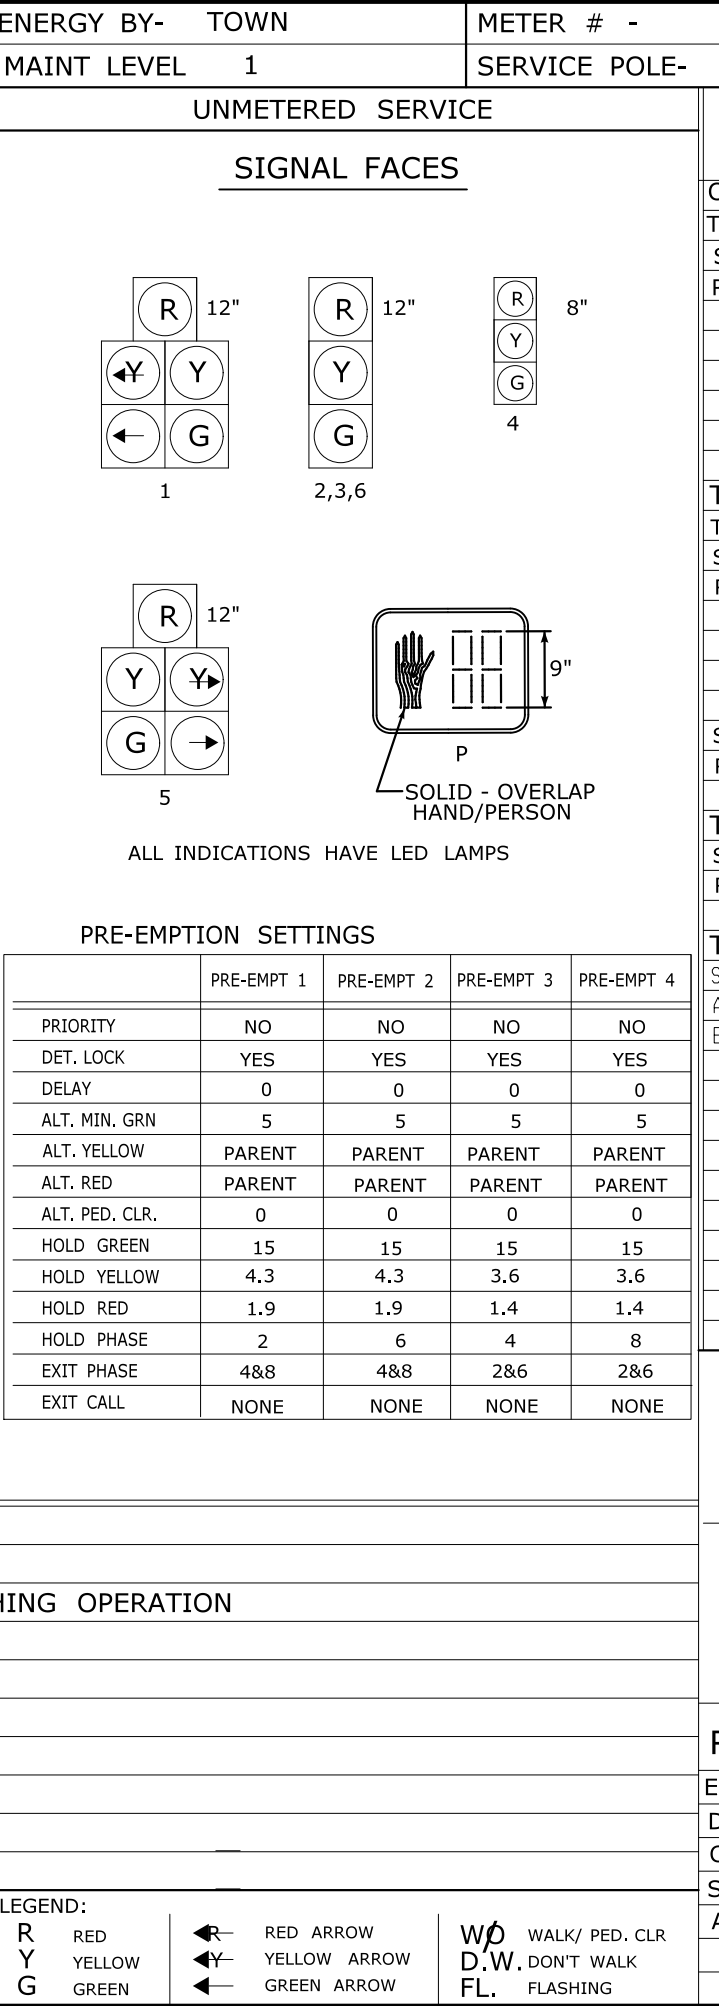 ENERGY BY- TOWN METER # -
MAINT LEVEL 1 SERVICE POLE-
UNMETERED SERVICE
SIGNAL FACES
R 12" R 12" R 8"
Y Y Y Y
G G G
1 2,3,6 4
R 12"
Y Y
G
9"
P
5
SOLID - OVERLAP
HAND/PERSON
ALL INDICATIONS HAVE LED LAMPS
PRE-EMPTION SETTINGS
PRE-EMPT 1 PRE-EMPT 2 PRE-EMPT 3 PRE-EMPT 4
PRIORITY NO NO NO NO
DET. LOCK YES YES YES YES
DELAY 0 0 0 0
ALT. MIN. GRN 5 5 5 5
ALT. YELLOW PARENT PARENT PARENT PARENT
ALT. RED PARENT PARENT PARENT PARENT
ALT. PED. CLR. 0 0 0 0
HOLD GREEN 15 15 15 15
HOLD YELLOW 4.3 4.3 3.6 3.6
HOLD RED 1.9 1.9 1.4 1.4
HOLD PHASE 2 6 4 8
EXIT PHASE 4&8 4&8 2&6 2&6
EXIT CALL NONE NONE NONE NONE
HING OPERATION
LEGEND:
R RED R RED ARROW W/O WALK/ PED. CLR
Y YELLOW Y YELLOW ARROW D.W. DON'T WALK
G GREEN GREEN ARROW FL. FLASHING